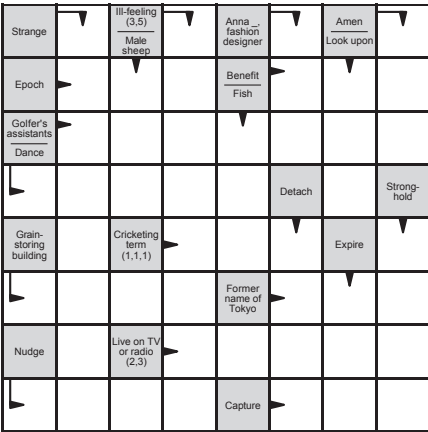 Strange
Ill-feeling
(3,5)
Male
sheep
Anna _,
fashion
designer
Amen
Look upon
Epoch
Benefit
Fish
Golfer's
assistants
Dance
Detach
Strong-
hold
Grain-
storing
building
Cricketing
term
(1,1,1)
Expire
Former
name of
Tokyo
Nudge
Live on TV
or radio
(2,3)
Capture